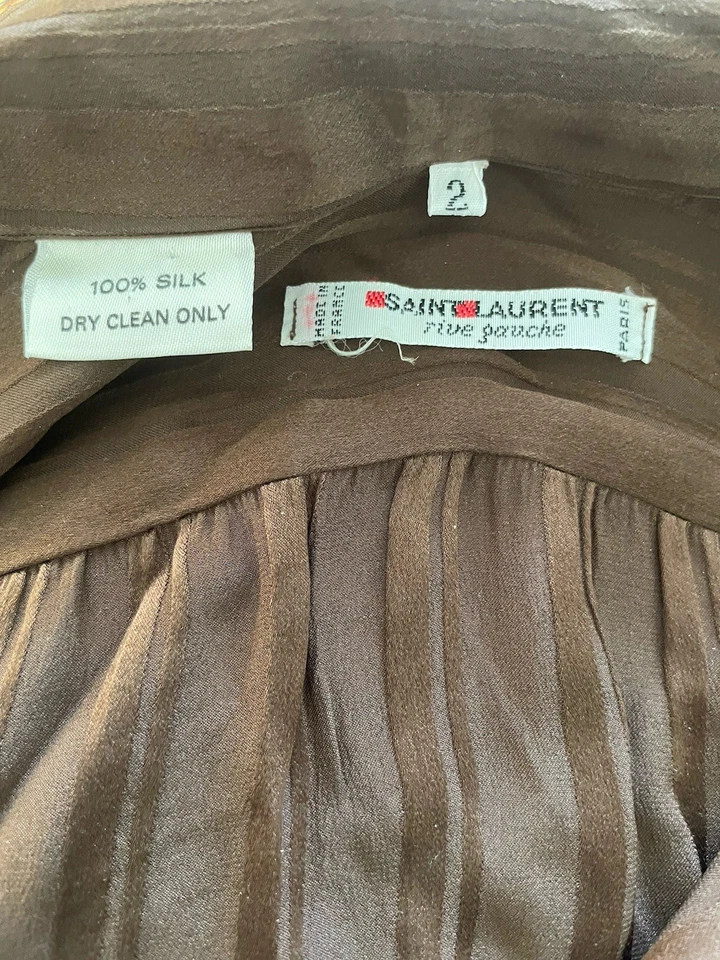 2
100% SILK
DRY CLEAN ONLY
MADE IN
FRANCE
SAINT LAURENT
rive gauche
PARIS